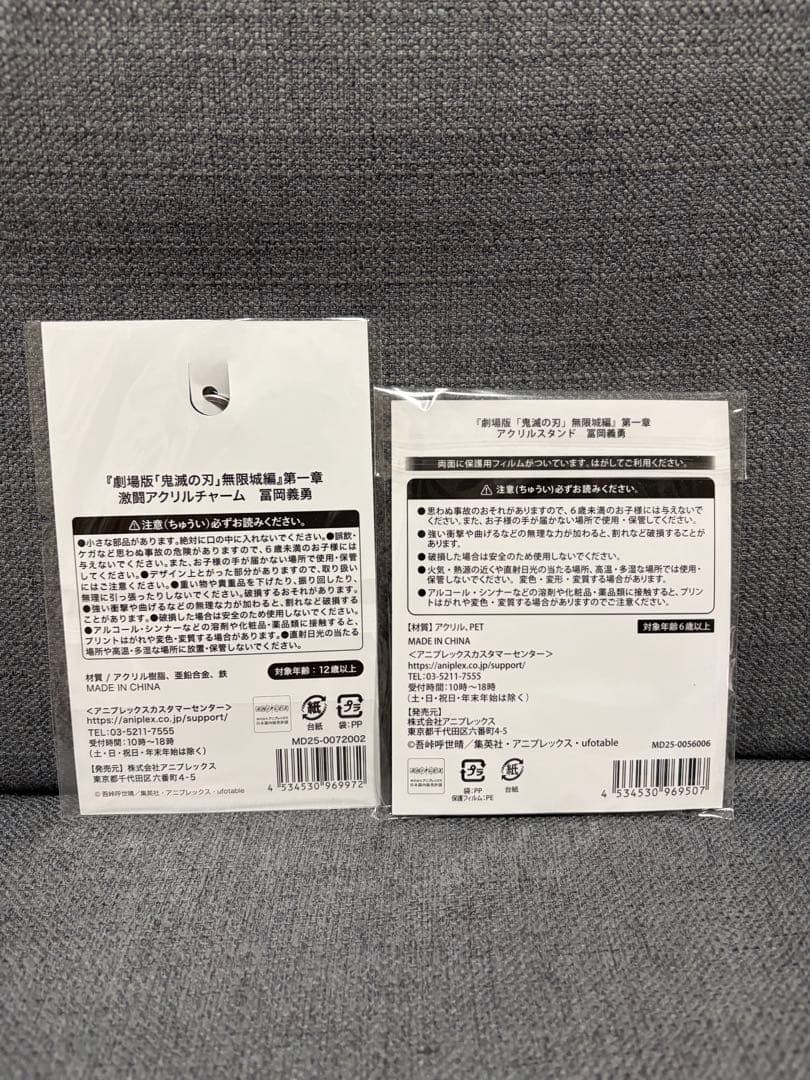 『劇場版「鬼滅の刃」無限城編』第一章
激闘アクリルチャーム 冨岡義勇
⚠注意(ちゅうい)必ずお読みください。
●小さな部品があります。絶対に口の中に入れないでください。●誤飲・
ケガなど思わぬ事故の危険がありますので、6歳未満のお子様には
与えないでください。また、お子様の手が届かない場所で使用・保管
してください。●デザイン上とがった部分がありますので、取り扱い
にはご注意ください。●重い物や貴重品を下げたり、振り回したり、
無理に引っ張ったりしないでください。破損するおそれがあります。
●強い衝撃や曲げるなどの無理な力が加わると、割れなど破損する
ことがあります。●破損した場合は安全のため使用しないでください。
●アルコール・シンナーなどの溶剤や化粧品・薬品類に接触すると、
プリントはがれや変色・変質する場合があります。●直射日光の当たる
場所や高温・多湿な場所に放置・保管しないでください。
材質 / アクリル樹脂、亜鉛合金、鉄
MADE IN CHINA
対象年齢:12歳以上
<アニプレックスカスタマーセンター>
https://aniplex.co.jp/support/
TEL:03-5211-7555
受付時間:10時〜18時
(土・日・祝日・年末年始は除く)
【発売元】株式会社アニプレックス
東京都千代田区六番町4-5
©吾峠呼世晴/集英社・アニプレックス・ufotable
株式会社アニプレックス
日本国内販売許諾
紙
台紙
プラ
袋:PP
MD25-0072002
4 534530 969972
『劇場版「鬼滅の刃」無限城編』第一章
アクリルスタンド 冨岡義勇
両面に保護用フィルムがついています。はがしてご利用ください。
⚠注意(ちゅうい)必ずお読みください。
●思わぬ事故のおそれがありますので、6歳未満のお子様には与えないで
ください。また、お子様の手が届かない場所で使用・保管してください。
●強い衝撃や曲げるなどの無理な力が加わると、割れなど破損することが
あります。
●破損した場合は安全のため使用しないでください。
●火気・熱源の近くや直射日光の当たる場所、高温・多湿な場所では使用・
保管しないでください。変色・変形・変質する場合があります。
●アルコール・シンナーなどの溶剤や化粧品・薬品類に接触すると、プリン
トはがれや変色・変質する場合がありますのでご注意ください。
【材質】アクリル、PET
対象年齢6歳以上
MADE IN CHINA
<アニプレックスカスタマーセンター>
https://aniplex.co.jp/support/
TEL:03-5211-7555
受付時間:10時〜18時
(土・日・祝日・年末年始は除く)
【発売元】
株式会社アニプレックス
東京都千代田区六番町4-5
©吾峠呼世晴/集英社・アニプレックス・ufotable
MD25-0056006
株式会社アニプレックス
日本国内販売許諾
プラ
袋:PP
保護フィルム:PE
紙
台紙
4 534530 969507